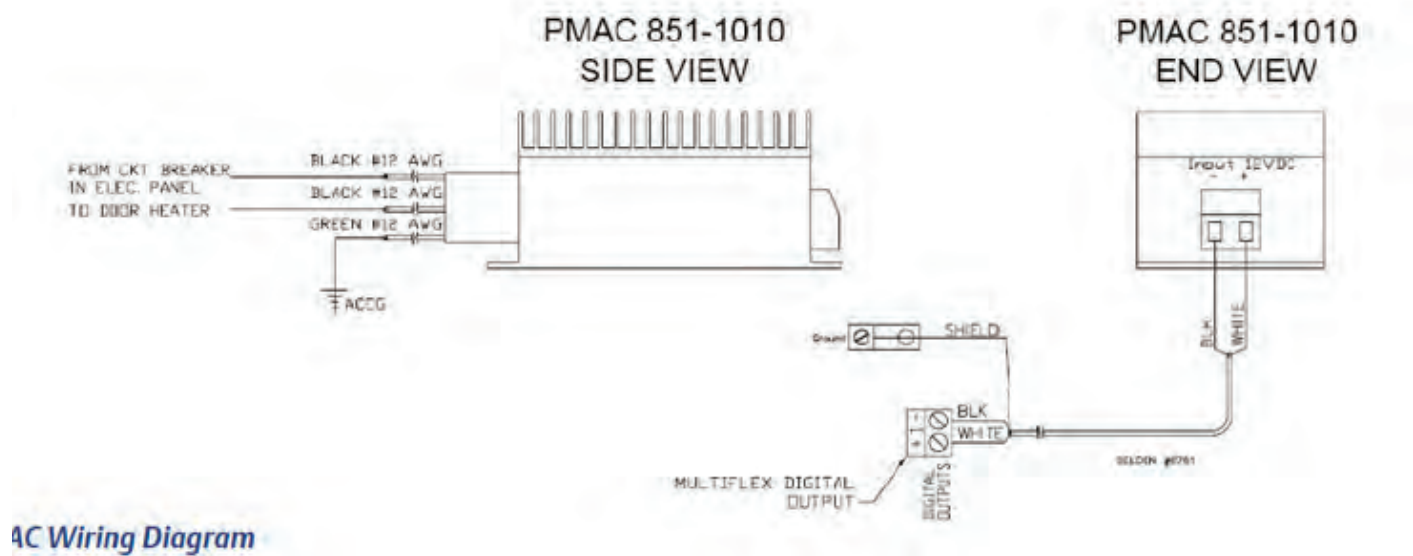 PMAC 851-1010
SIDE VIEW
PMAC 851-1010
END VIEW
FROM CKT BREAKER
IN ELEC. PANEL
TO DOOR HEATER
BLACK #12 AWG
BLACK #12 AWG
GREEN #12 AWG
ACCG
Input 12VDC
- +
BLK
WHITE
Ground
SHIELD
- 1 +
BLK
WHITE
MULTIFLEX DIGITAL
OUTPUT
DIGITAL
OUTPUTS
BELDEN
AC Wiring Diagram